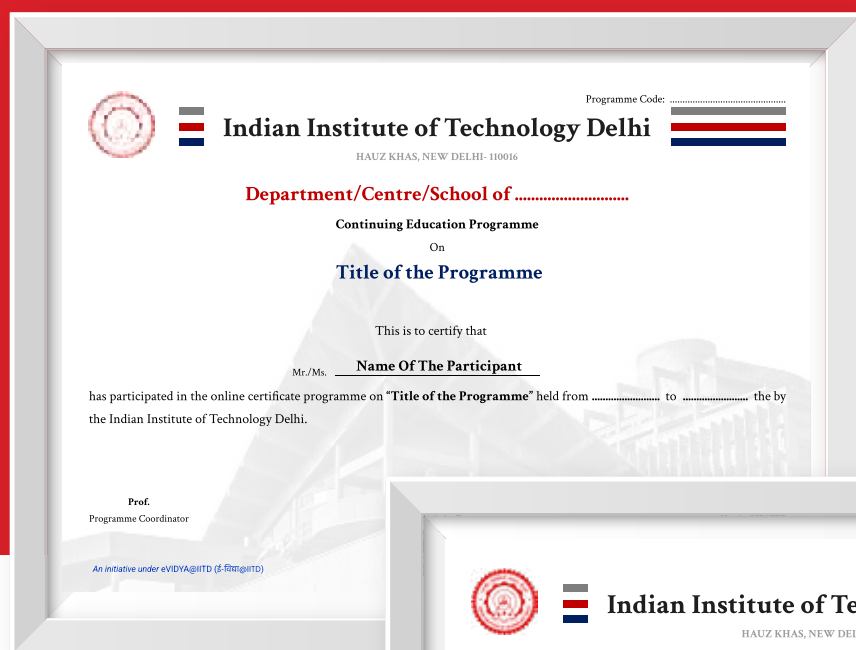 Programme Code: ..........................................
Indian Institute of Technology Delhi
HAUZ KHAS, NEW DELHI- 110016
Department/Centre/School of ............................
Continuing Education Programme
On
Title of the Programme
This is to certify that
Mr./Ms. Name Of The Participant
has participated in the online certificate programme on “Title of the Programme” held from ........................ to ....................... the by
the Indian Institute of Technology Delhi.
Prof.
Programme Coordinator
An initiative under eVIDYA@IITD (ई-विद्या@IITD)
Indian Institute of Te
HAUZ KHAS, NEW DEL